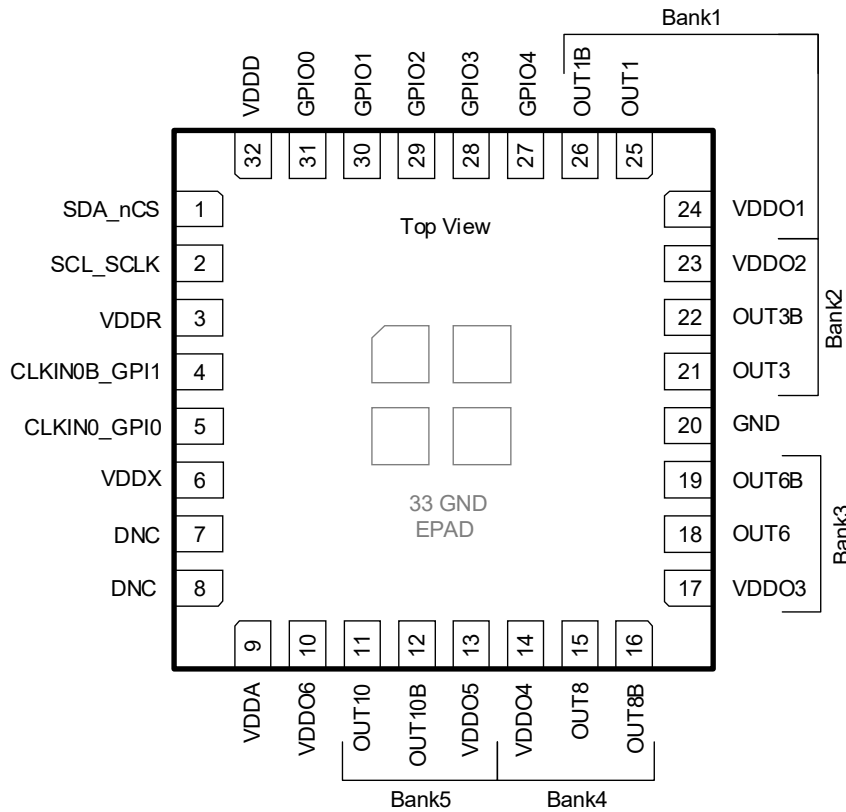 Bank1
VDDD
GPIO0
GPIO1
GPIO2
GPIO3
GPIO4
OUT1B
OUT1
32
31
30
29
28
27
26
25
SDA_nCS
1
SCL_SCLK
2
VDDR
3
CLKIN0B_GPI1
4
CLKIN0_GPI0
5
VDDX
6
DNC
7
DNC
8
Top View
33 GND
EPAD
24
VDDO1
23
VDDO2
22
OUT3B
21
OUT3
20
GND
19
OUT6B
18
OUT6
17
VDDO3
Bank2
Bank3
9
10
11
12
13
14
15
16
VDDA
VDDO6
OUT10
OUT10B
VDDO5
VDDO4
OUT8
OUT8B
Bank5
Bank4